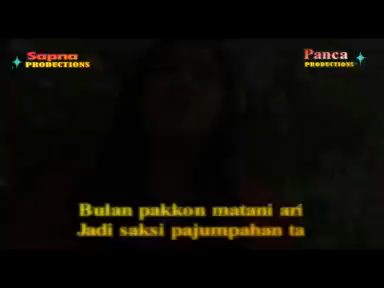 Sapna
PRODUCTIONS
Panca
PRODUCTIONS
Bulan pakkon matani ari
Jadi saksi pajumpahan ta